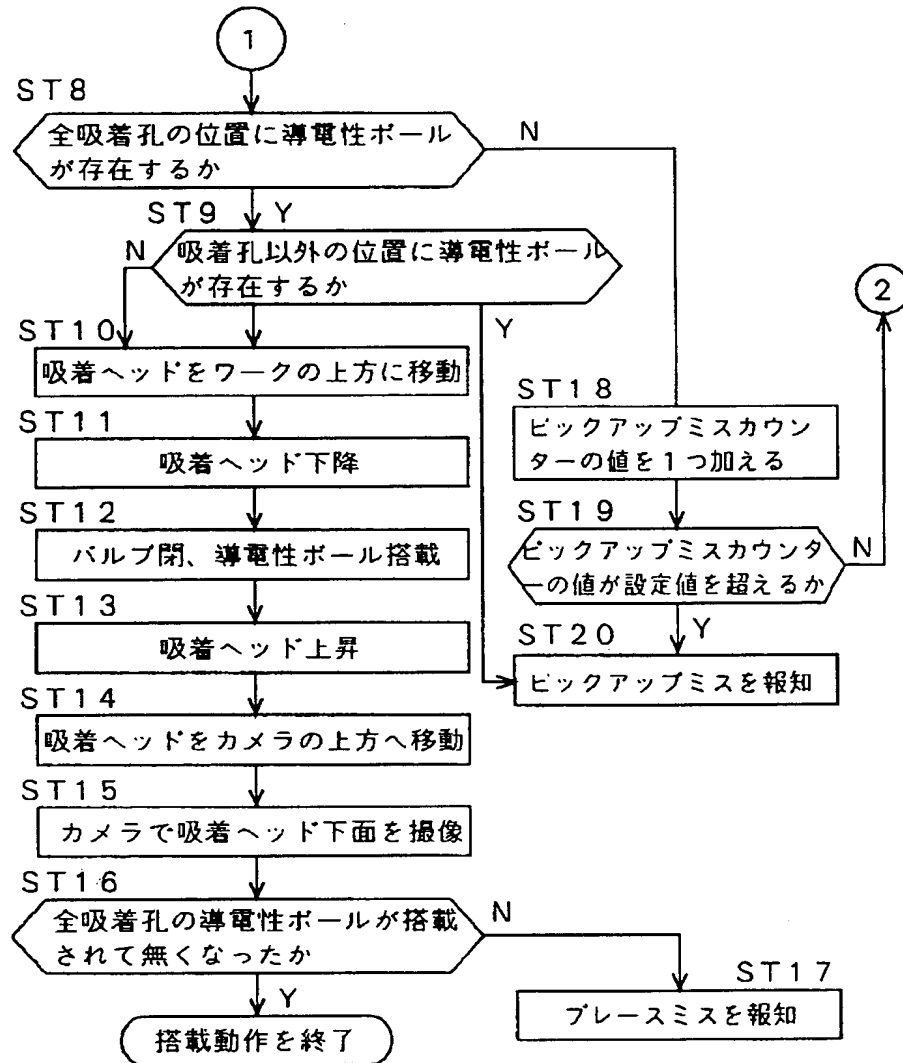 1
ST8
全吸着孔の位置に導電性ボール
が存在するか
N
Y
ST9
吸着孔以外の位置に導電性ボール
が存在するか
N
Y
2
ST10
吸着ヘッドをワークの上方に移動
ST11
吸着ヘッド下降
ST12
バルブ閉、導電性ボール搭載
ST13
吸着ヘッド上昇
ST14
吸着ヘッドをカメラの上方へ移動
ST15
カメラで吸着ヘッド下面を撮像
ST16
全吸着孔の導電性ボールが搭載
されて無くなったか
N
Y
搭載動作を終了
ST17
プレースミスを報知
ST18
ピックアップミスカウン
ターの値を1つ加える
ST19
ピックアップミスカウンタ
ーの値が設定値を超えるか
N
Y
ST20
ピックアップミスを報知